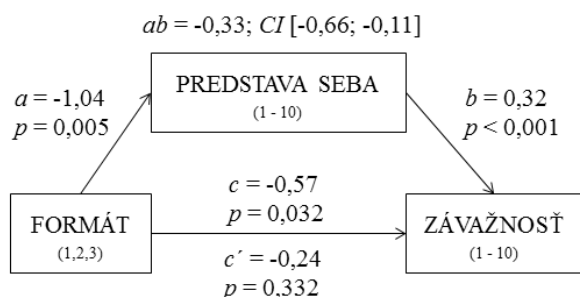 ab = -0,33; CI [-0,66; -0,11]
a = -1,04
p = 0,005
PREDSTAVA SEBA
(1 - 10)
b = 0,32
p < 0,001
FORMÁT
(1,2,3)
c = -0,57
p = 0,032
c´ = -0,24
p = 0,332
ZÁVAŽNOSŤ
(1 - 10)